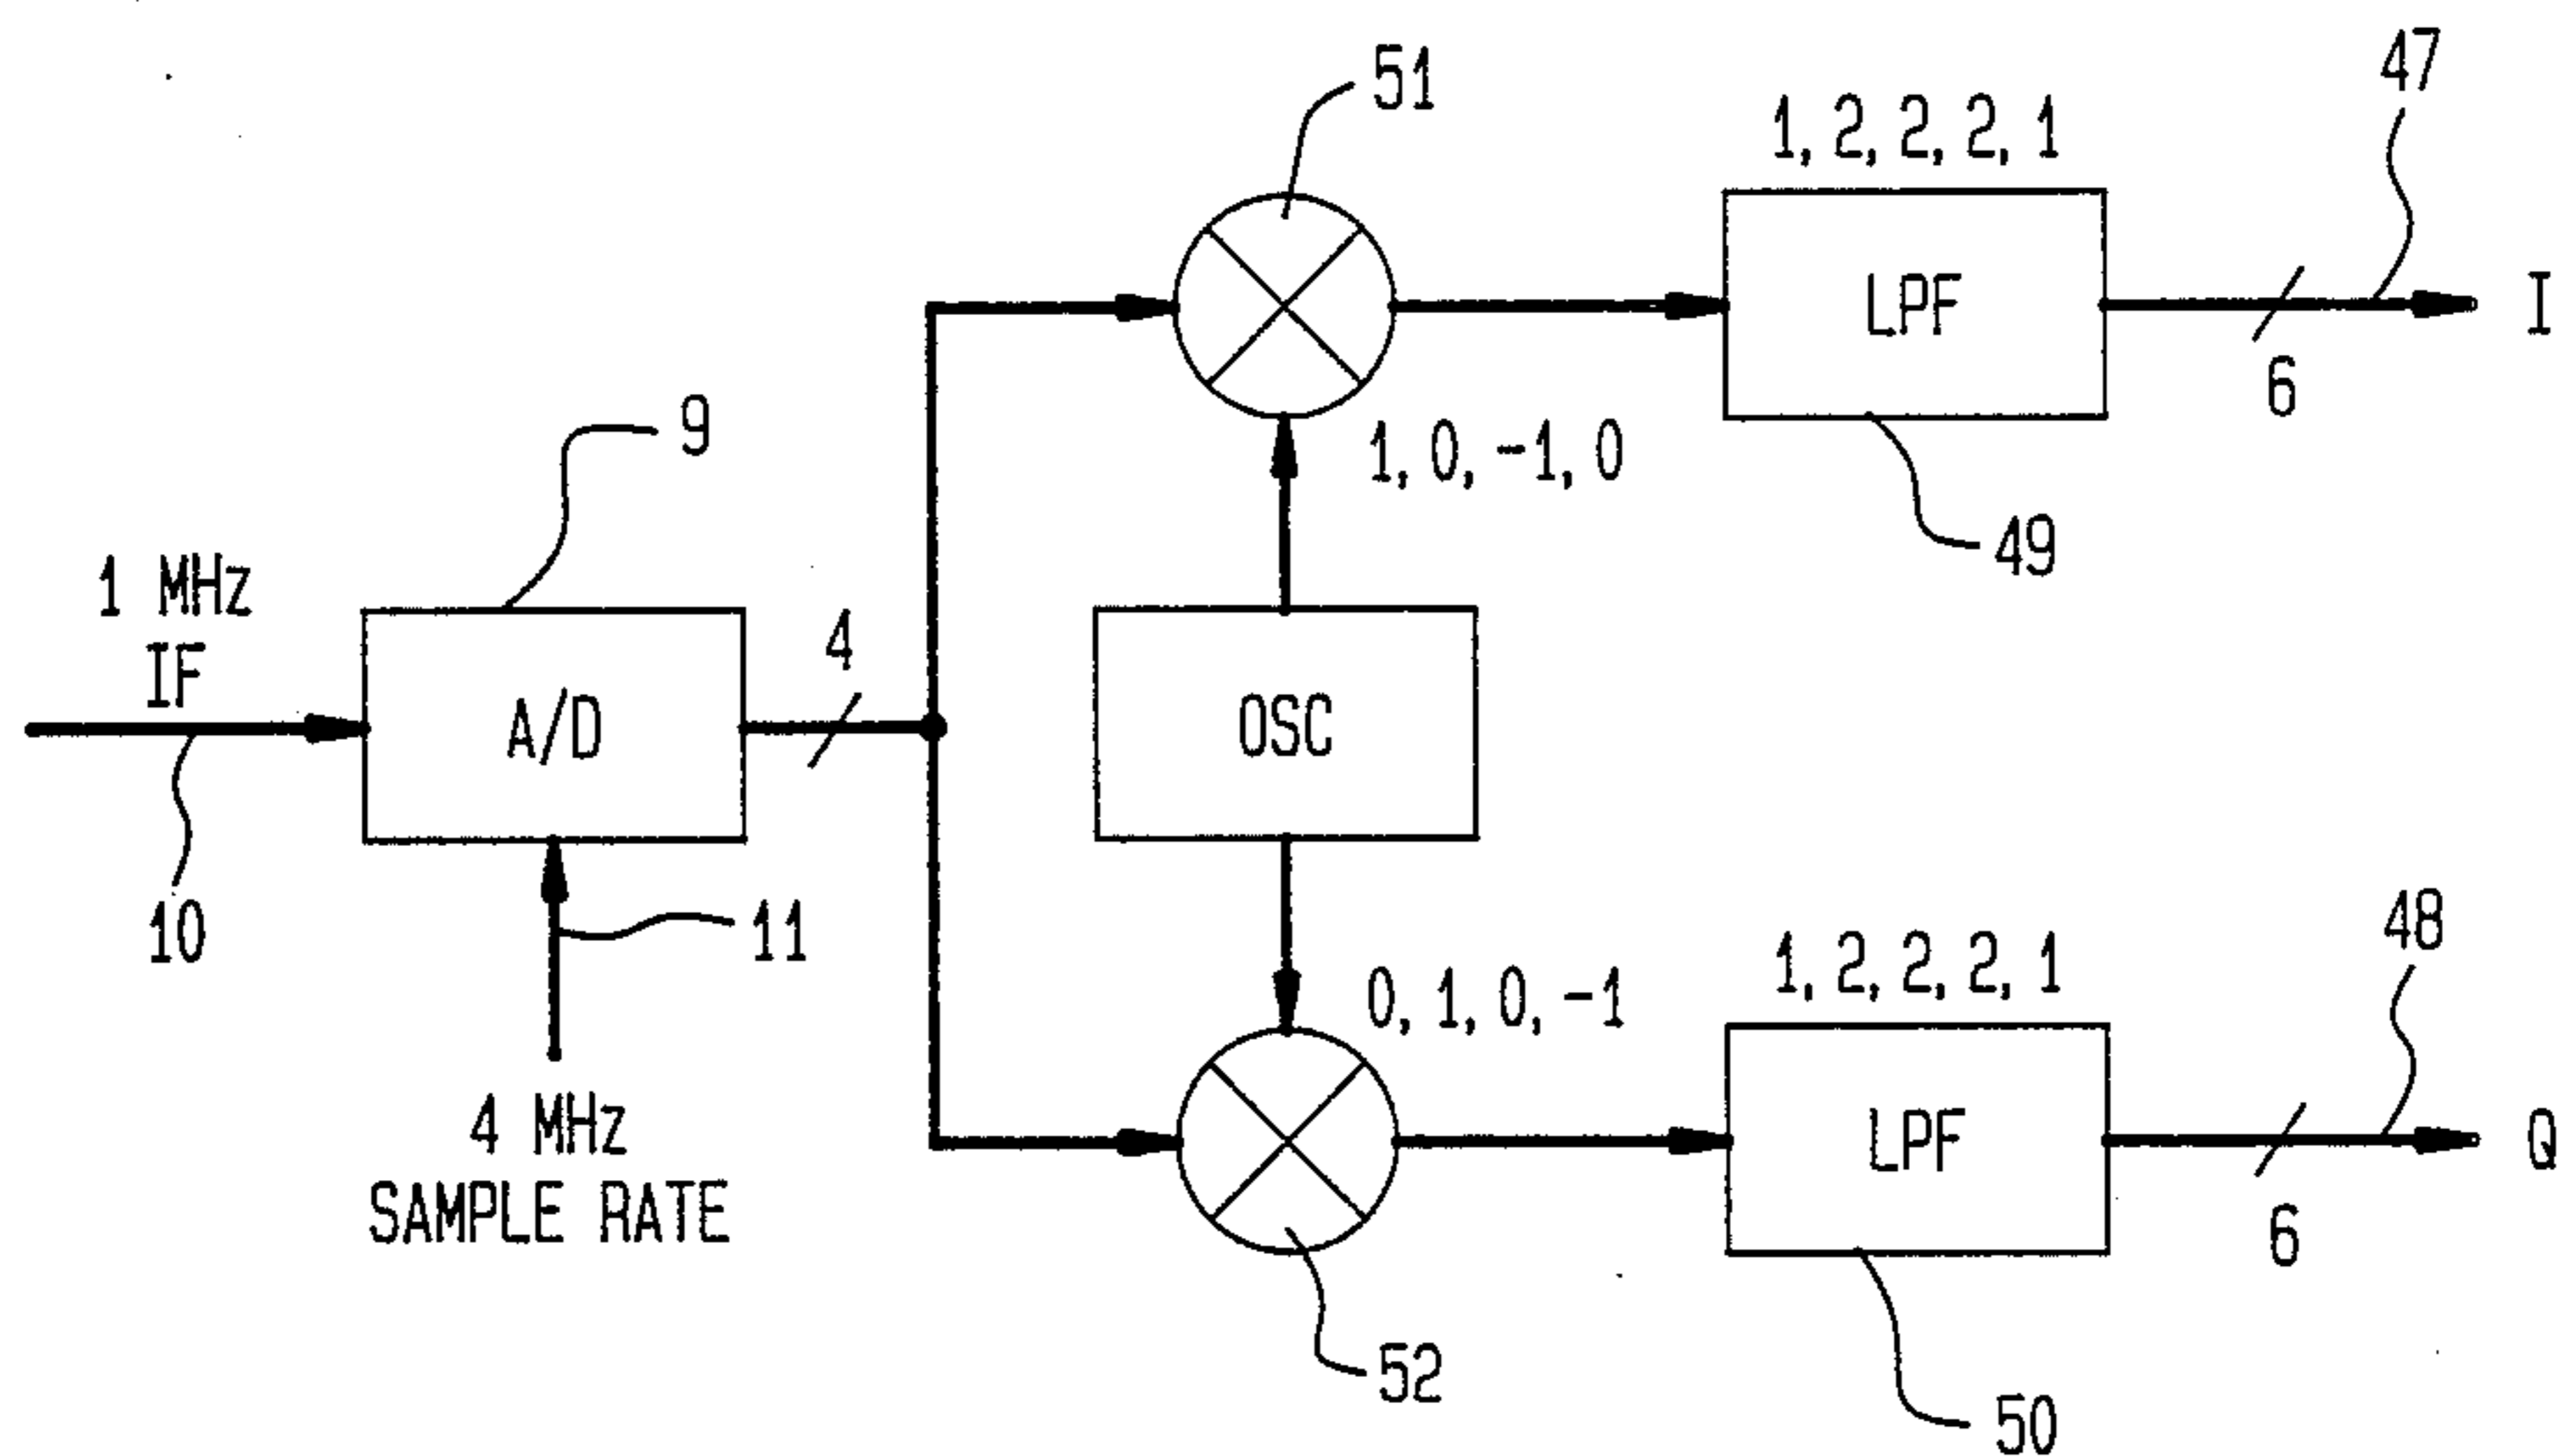 51
47
1, 2, 2, 2, 1
LPF
I
6
1, 0, -1, 0
49
9
1 MHz
IF
4
A/D
OSC
10
11
4 MHz
SAMPLE RATE
0, 1, 0, -1
1, 2, 2, 2, 1
48
LPF
Q
6
52
50